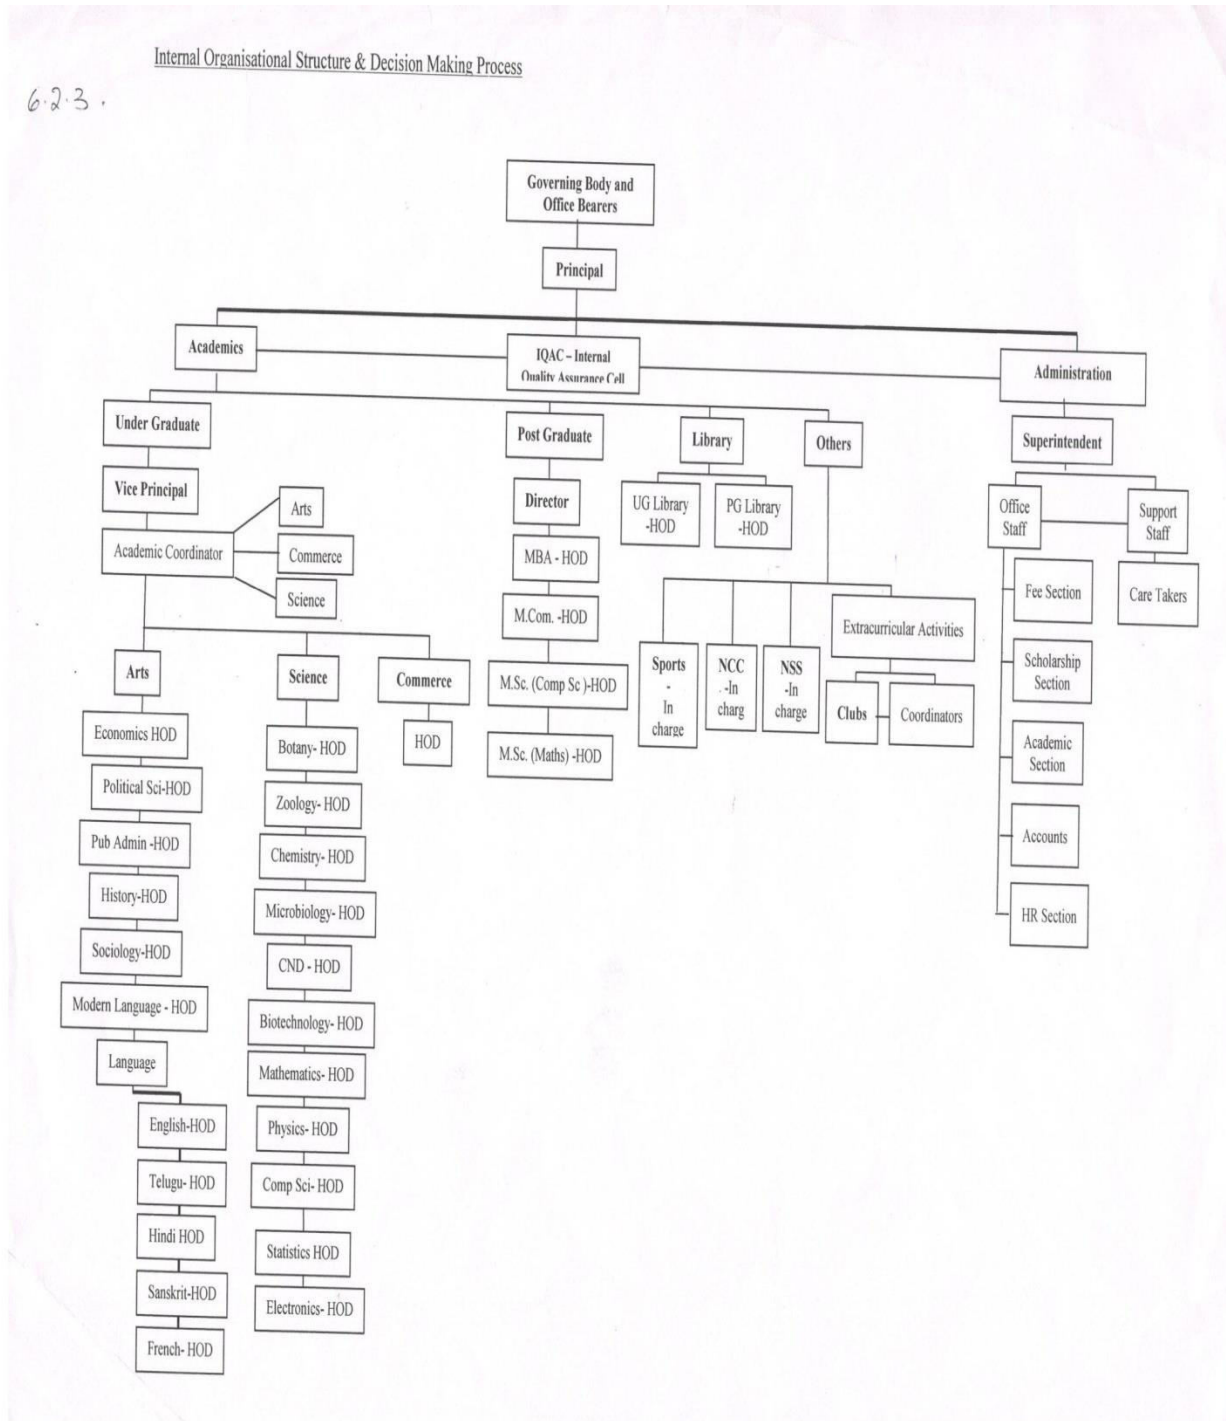 Internal Organisational Structure & Decision Making Process
6.2.3.
Governing Body and
Office Bearers
Principal
Academics
IQAC – Internal
Quality Assurance Cell
Administration
Under Graduate
Post Graduate
Library
Others
Superintendent
Vice Principal
Director
UG Library
-HOD
PG Library
-HOD
Office
Staff
Support
Staff
Academic Coordinator
Arts
Commerce
Science
MBA - HOD
M.Com. -HOD
M.Sc. (Comp Sc )-HOD
M.Sc. (Maths) -HOD
Fee Section
Care Takers
Extracurricular Activities
Sports
-
In
charge
NCC
-In
charg
NSS
-In
charge
Clubs
Coordinators
Scholarship
Section
Academic
Section
Accounts
HR Section
Arts
Science
Commerce
HOD
Economics HOD
Political Sci-HOD
Pub Admin -HOD
History-HOD
Sociology-HOD
Modern Language - HOD
Language
English-HOD
Telugu- HOD
Hindi HOD
Sanskrit-HOD
French- HOD
Botany- HOD
Zoology- HOD
Chemistry- HOD
Microbiology- HOD
CND - HOD
Biotechnology- HOD
Mathematics- HOD
Physics- HOD
Comp Sci- HOD
Statistics HOD
Electronics- HOD